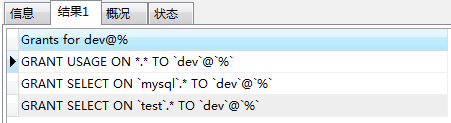 信息 结果1 概况 状态
Grants for dev@%
GRANT USAGE ON *.* TO `dev`@`%`
GRANT SELECT ON `mysql`.* TO `dev`@`%`
GRANT SELECT ON `test`.* TO `dev`@`%`